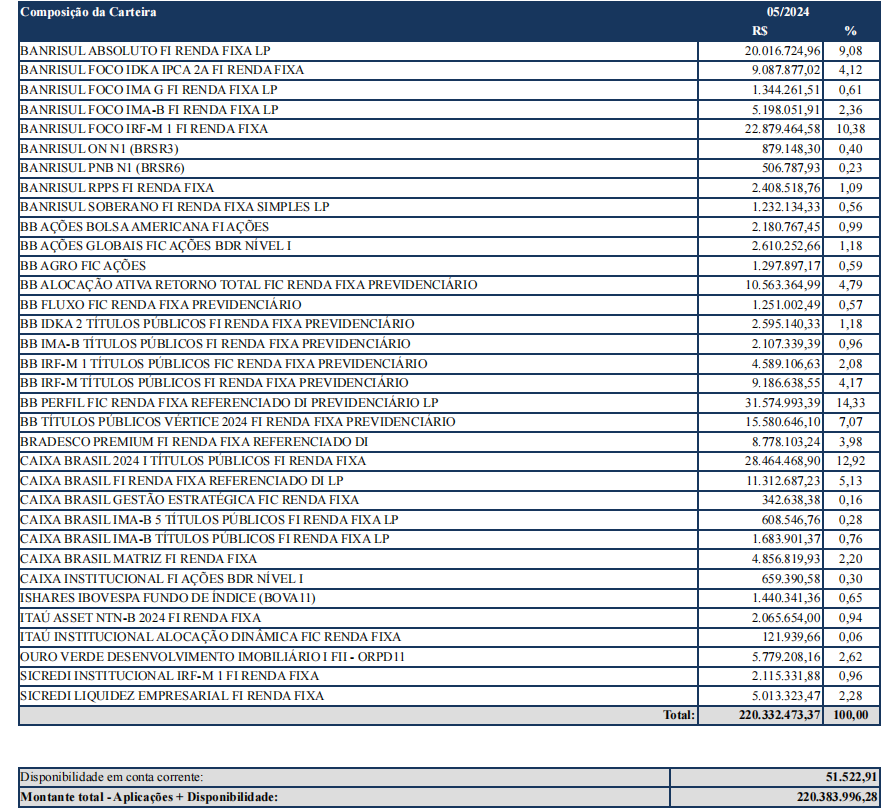 Composição da Carteira 05/2024
R$ %
BANRISUL ABSOLUTO FI RENDA FIXA LP 20.016.724,96 9,08
BANRISUL FOCO IDKA IPCA 2A FI RENDA FIXA 9.087.877,02 4,12
BANRISUL FOCO IMA G FI RENDA FIXA LP 1.344.261,51 0,61
BANRISUL FOCO IMA-B FI RENDA FIXA LP 5.198.051,91 2,36
BANRISUL FOCO IRF-M 1 FI RENDA FIXA 22.879.464,58 10,38
BANRISUL ON N1 (BRSR3) 879.148,30 0,40
BANRISUL PNB N1 (BRSR6) 506.787,93 0,23
BANRISUL RPPS FI RENDA FIXA 2.408.518,76 1,09
BANRISUL SOBERANO FI RENDA FIXA SIMPLES LP 1.232.134,33 0,56
BB AÇÕES BOLSA AMERICANA FI AÇÕES 2.180.767,45 0,99
BB AÇÕES GLOBAIS FIC AÇÕES BDR NÍVEL I 2.610.252,66 1,18
BB AGRO FIC AÇÕES 1.297.897,17 0,59
BB ALOCAÇÃO ATIVA RETORNO TOTAL FIC RENDA FIXA PREVIDENCIÁRIO 10.563.364,99 4,79
BB FLUXO FIC RENDA FIXA PREVIDENCIÁRIO 1.251.002,49 0,57
BB IDKA 2 TÍTULOS PÚBLICOS FI RENDA FIXA PREVIDENCIÁRIO 2.595.140,33 1,18
BB IMA-B TÍTULOS PÚBLICOS FI RENDA FIXA PREVIDENCIÁRIO 2.107.339,39 0,96
BB IRF-M 1 TÍTULOS PÚBLICOS FIC RENDA FIXA PREVIDENCIÁRIO 4.589.106,63 2,08
BB IRF-M TÍTULOS PÚBLICOS FI RENDA FIXA PREVIDENCIÁRIO 9.186.638,55 4,17
BB PERFIL FIC RENDA FIXA REFERENCIADO DI PREVIDENCIÁRIO LP 31.574.993,39 14,33
BB TÍTULOS PÚBLICOS VÉRTICE 2024 FI RENDA FIXA PREVIDENCIÁRIO 15.580.646,10 7,07
BRADESCO PREMIUM FI RENDA FIXA REFERENCIADO DI 8.778.103,24 3,98
CAIXA BRASIL 2024 I TÍTULOS PÚBLICOS FI RENDA FIXA 28.464.468,90 12,92
CAIXA BRASIL FI RENDA FIXA REFERENCIADO DI LP 11.312.687,23 5,13
CAIXA BRASIL GESTÃO ESTRATÉGICA FIC RENDA FIXA 342.638,38 0,16
CAIXA BRASIL IMA-B 5 TÍTULOS PÚBLICOS FI RENDA FIXA LP 608.546,76 0,28
CAIXA BRASIL IMA-B TÍTULOS PÚBLICOS FI RENDA FIXA LP 1.683.901,37 0,76
CAIXA BRASIL MATRIZ FI RENDA FIXA 4.856.819,93 2,20
CAIXA INSTITUCIONAL FI AÇÕES BDR NÍVEL I 659.390,58 0,30
ISHARES IBOVESPA FUNDO DE ÍNDICE (BOVA11) 1.440.341,36 0,65
ITAÚ ASSET NTN-B 2024 FI RENDA FIXA 2.065.654,00 0,94
ITAÚ INSTITUCIONAL ALOCAÇÃO DINÂMICA FIC RENDA FIXA 121.939,66 0,06
OURO VERDE DESENVOLVIMENTO IMOBILIÁRIO I FII - ORPD11 5.779.208,16 2,62
SICREDI INSTITUCIONAL IRF-M 1 FI RENDA FIXA 2.115.331,88 0,96
SICREDI LIQUIDEZ EMPRESARIAL FI RENDA FIXA 5.013.323,47 2,28
Total: 220.332.473,37 100,00
Disponibilidade em conta corrente: 51.522,91
Montante total - Aplicações + Disponibilidade: 220.383.996,28